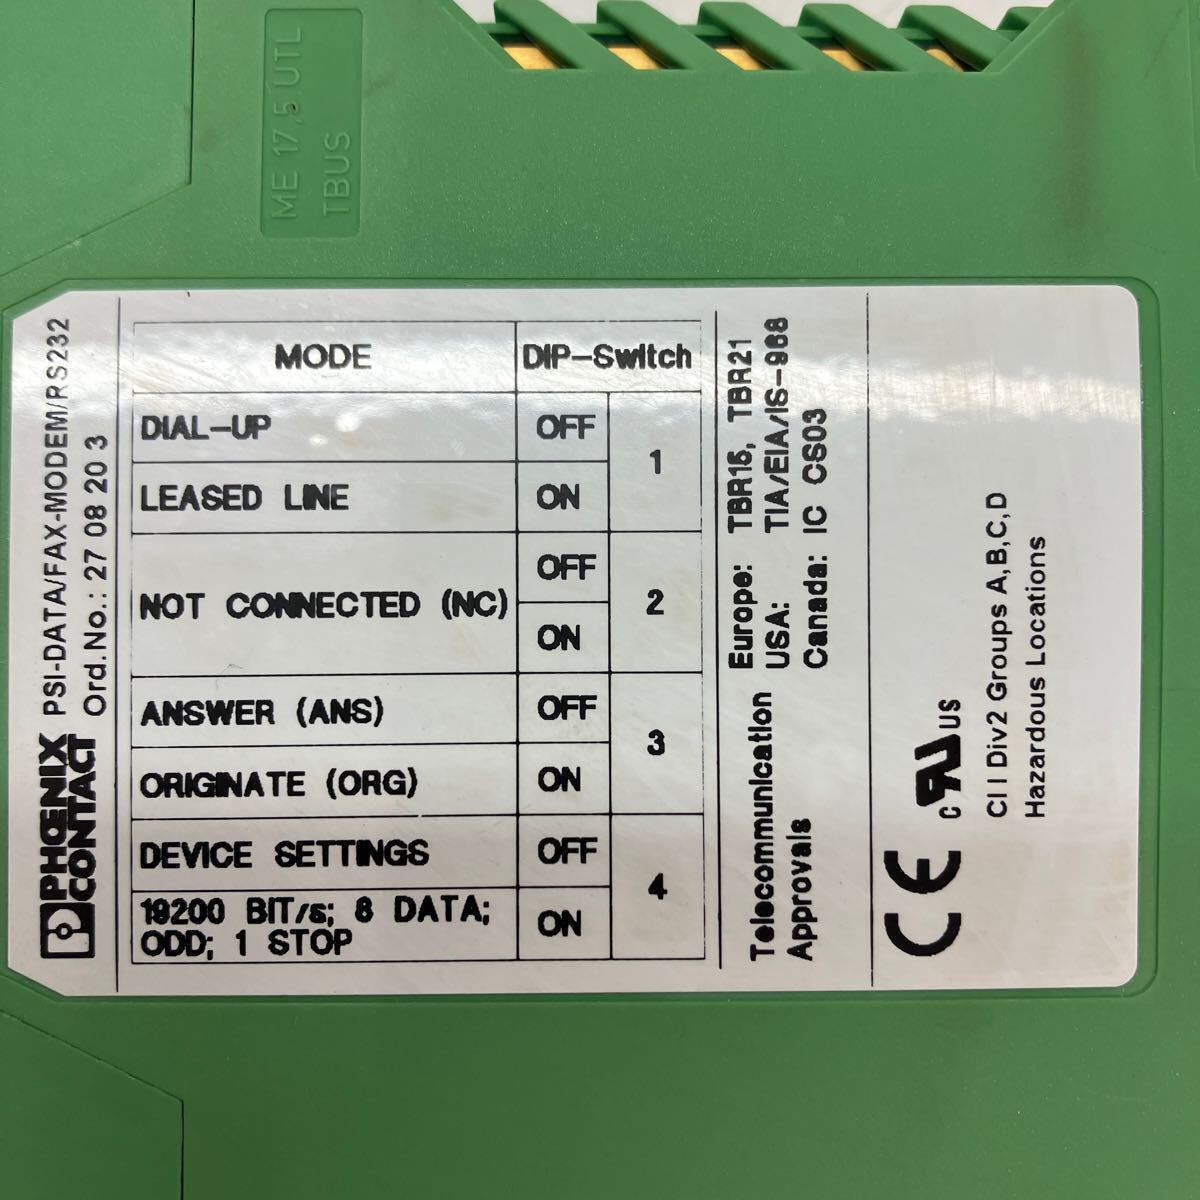 ME 17,5 UTL
TBUS
PHŒNIX
CONTACT
PSI-DATA/FAX-MODEM/RS232
Ord.No.: 27 08 20 3
MODE DIP-Switch
DIAL-UP OFF
1
LEASED LINE ON
NOT CONNECTED (NC) OFF
2
ON
ANSWER (ANS) OFF
3
ORIGINATE (ORG) ON
DEVICE SETTINGS OFF
4
19200 BIT/s; 8 DATA; ON
ODD; 1 STOP
Telecommunication
Approvals
Europe: TBR15, TBR21
USA: TIA/EIA/IS-968
Canada: IC CS03
CE
c RU us
Cl I Div2 Groups A,B,C,D
Hazardous Locations